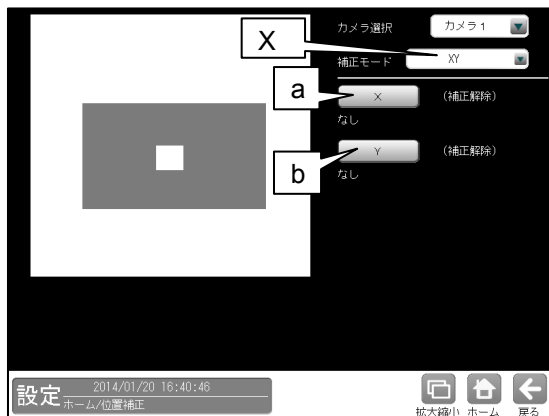 カメラ選択 カメラ1
X
補正モード XY
a X (補正解除)
なし
b Y (補正解除)
なし
設定 2014/01/20 16:40:46
ホーム/位置補正
拡大縮小 ホーム 戻る